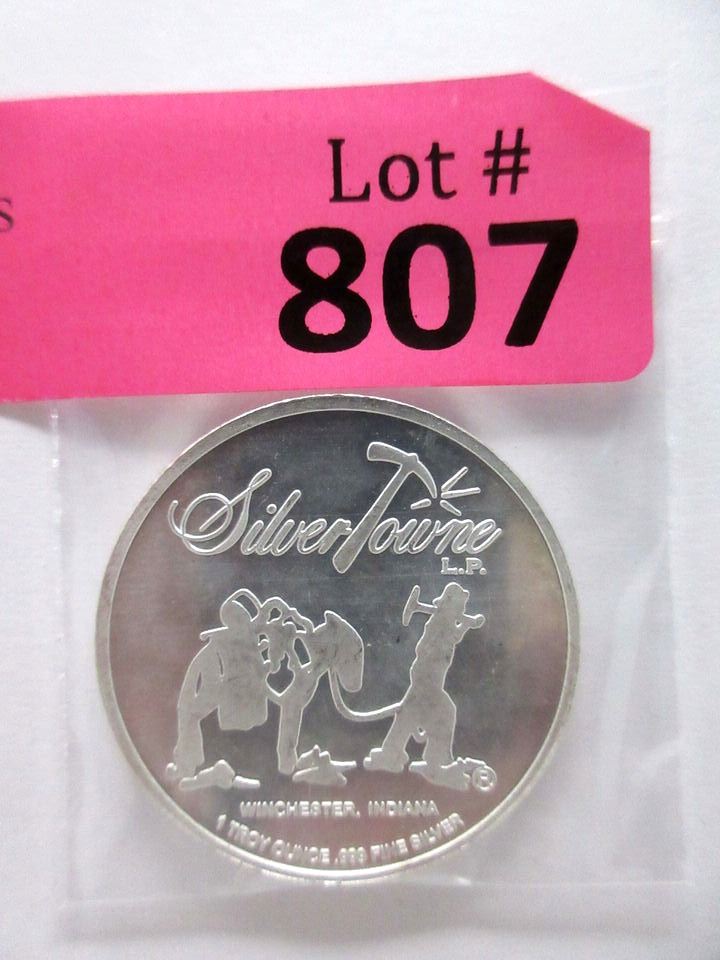 s
Lot #
807
SilverTowne
L.P.
®
WINCHESTER, INDIANA
1 TROY OUNCE .999 FINE SILVER